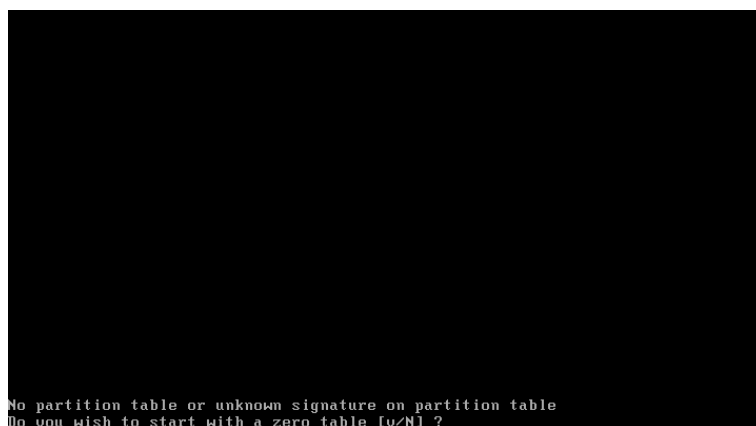 No partition table or unknown signature on partition table
Do you wish to start with a zero table [y/N] ?